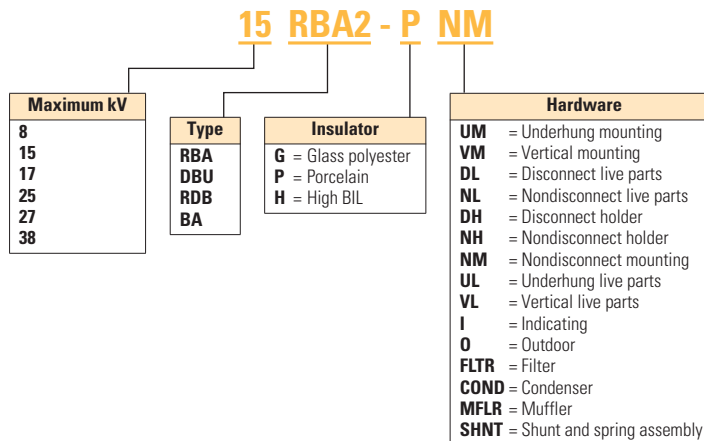 15 RBA2 - P NM
Maximum kV
8
15
17
25
27
38
Type
RBA
DBU
RDB
BA
Insulator
G = Glass polyester
P = Porcelain
H = High BIL
Hardware
UM = Underhung mounting
VM = Vertical mounting
DL = Disconnect live parts
NL = Nondisconnect live parts
DH = Disconnect holder
NH = Nondisconnect holder
NM = Nondisconnect mounting
UL = Underhung live parts
VL = Vertical live parts
I = Indicating
O = Outdoor
FLTR = Filter
COND = Condenser
MFLR = Muffler
SHNT = Shunt and spring assembly